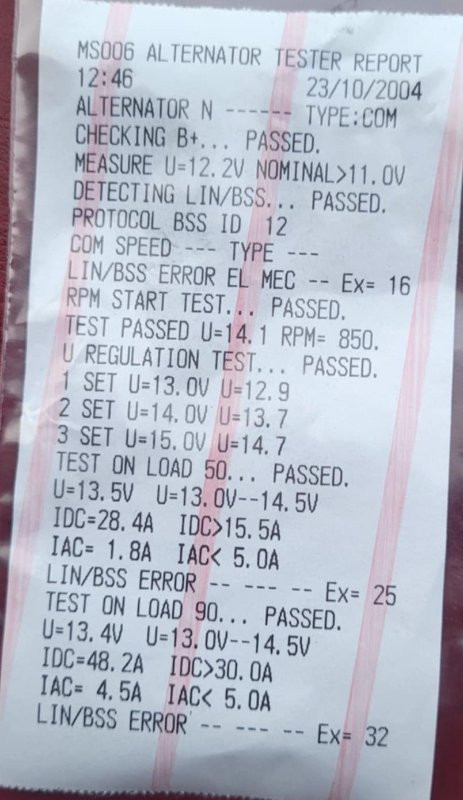 MS006 ALTERNATOR TESTER REPORT
12:46 23/10/2004
ALTERNATOR N ------ TYPE:COM
CHECKING B+... PASSED.
MEASURE U=12.2V NOMINAL>11.0V
DETECTING LIN/BSS... PASSED.
PROTOCOL BSS ID 12
COM SPEED --- TYPE ---
LIN/BSS ERROR EL MEC -- Ex= 16
RPM START TEST... PASSED.
TEST PASSED U=14.1 RPM= 850.
U REGULATION TEST... PASSED.
1 SET U=13.0V U=12.9
2 SET U=14.0V U=13.7
3 SET U=15.0V U=14.7
TEST ON LOAD 50... PASSED.
U=13.5V U=13.0V--14.5V
IDC=28.4A IDC>15.5A
IAC= 1.8A IAC< 5.0A
LIN/BSS ERROR -- --- -- Ex= 25
TEST ON LOAD 90... PASSED.
U=13.4V U=13.0V--14.5V
IDC=48.2A IDC>30.0A
IAC= 4.5A IAC< 5.0A
LIN/BSS ERROR -- --- -- Ex= 32